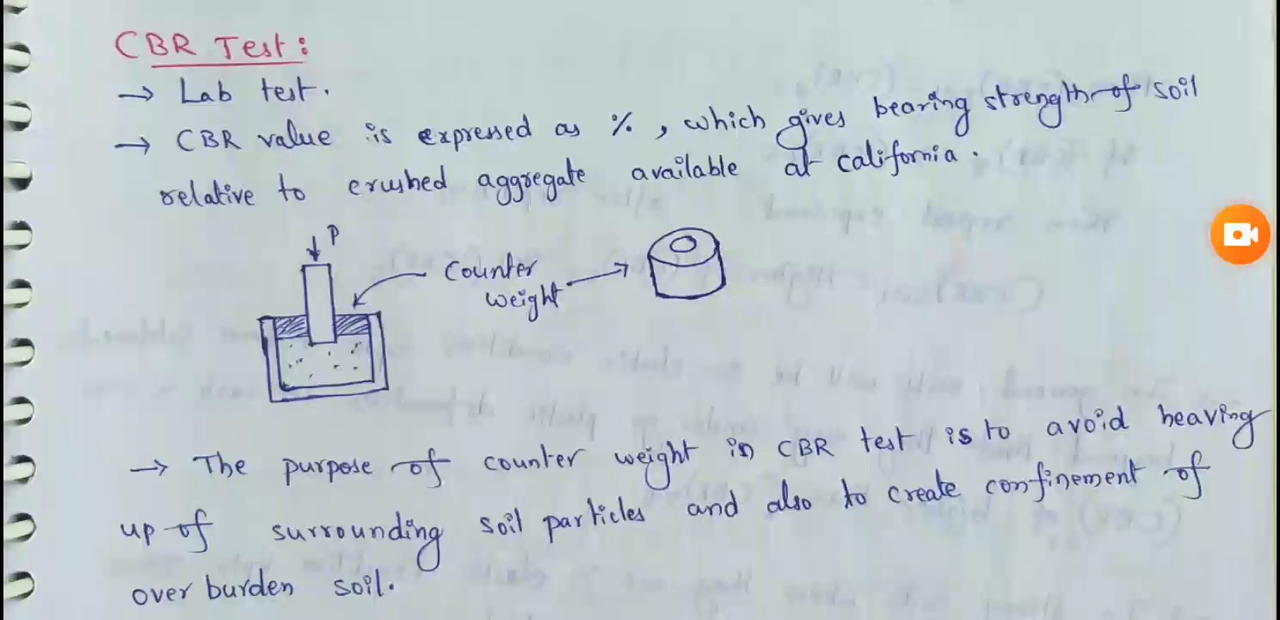 CBR Test:
→ Lab test.
→ CBR value is expressed as %, which gives bearing strength of soil
relative to crushed aggregate available at california.
P
counter
weight
→ The purpose of counter weight in CBR test is to avoid heaving
up of surrounding soil particles and also to create confinement of
over burden soil.